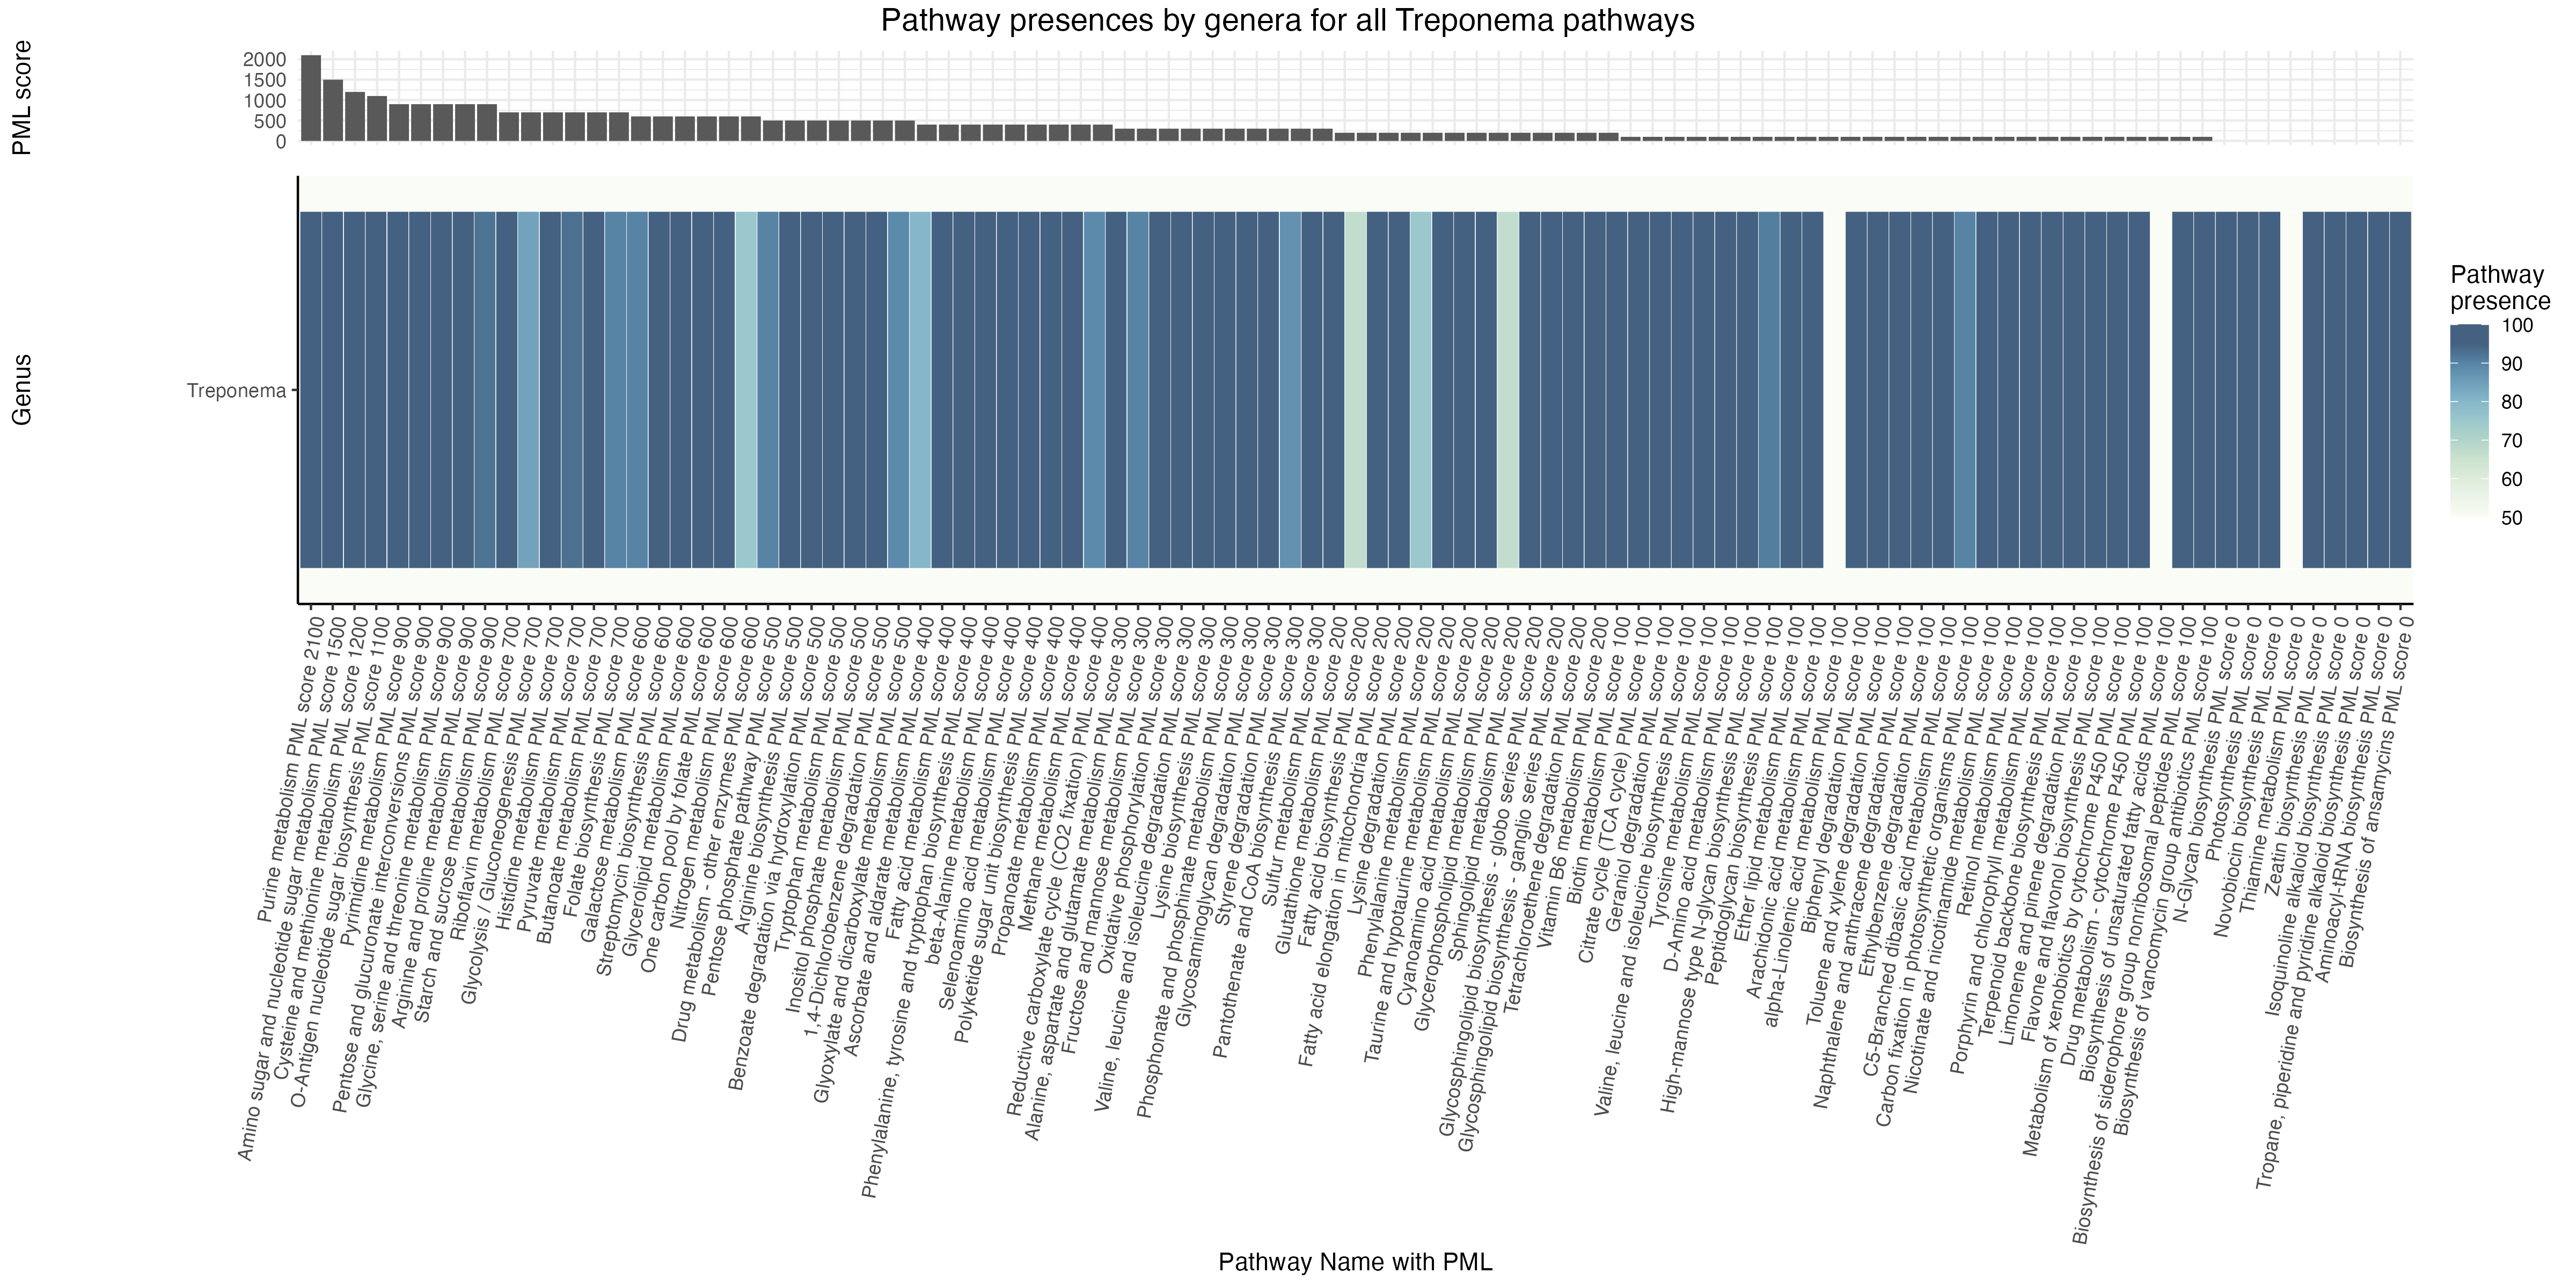 Pathway presences by genera for all Treponema pathways
PML score
2000
1500
1000
500
0
Genus
Treponema
Pathway
presence
100
90
80
70
60
50
Purine metabolism PML score 2100
Amino sugar and nucleotide sugar metabolism PML score 1500
Cysteine and methionine metabolism PML score 1200
O-Antigen nucleotide sugar biosynthesis PML score 1100
Pyrimidine metabolism PML score 900
Pentose and glucuronate interconversions PML score 900
Glycine, serine and threonine metabolism PML score 900
Arginine and proline metabolism PML score 900
Starch and sucrose metabolism PML score 900
Riboflavin metabolism PML score 700
Glycolysis / Gluconeogenesis PML score 700
Histidine metabolism PML score 700
Pyruvate metabolism PML score 700
Butanoate metabolism PML score 700
Folate biosynthesis PML score 700
Galactose metabolism PML score 600
Streptomycin biosynthesis PML score 600
Glycerolipid metabolism PML score 600
One carbon pool by folate PML score 600
Nitrogen metabolism PML score 600
Drug metabolism - other enzymes PML score 600
Pentose phosphate pathway PML score 500
Arginine biosynthesis PML score 500
Benzoate degradation via hydroxylation PML score 500
Tryptophan metabolism PML score 500
Inositol phosphate metabolism PML score 500
1,4-Dichlorobenzene degradation PML score 500
Glyoxylate and dicarboxylate metabolism PML score 500
Ascorbate and aldarate metabolism PML score 400
Fatty acid metabolism PML score 400
Phenylalanine, tyrosine and tryptophan biosynthesis PML score 400
beta-Alanine metabolism PML score 400
Selenoamino acid metabolism PML score 400
Polyketide sugar unit biosynthesis PML score 400
Propanoate metabolism PML score 400
Methane metabolism PML score 400
Reductive carboxylate cycle (CO2 fixation) PML score 400
Alanine, aspartate and glutamate metabolism PML score 300
Fructose and mannose metabolism PML score 300
Oxidative phosphorylation PML score 300
Valine, leucine and isoleucine degradation PML score 300
Lysine biosynthesis PML score 300
Phosphonate and phosphinate metabolism PML score 300
Glycosaminoglycan degradation PML score 300
Styrene degradation PML score 300
Pantothenate and CoA biosynthesis PML score 300
Sulfur metabolism PML score 300
Glutathione metabolism PML score 200
Fatty acid biosynthesis PML score 200
Fatty acid elongation in mitochondria PML score 200
Lysine degradation PML score 200
Phenylalanine metabolism PML score 200
Taurine and hypotaurine metabolism PML score 200
Cyanoamino acid metabolism PML score 200
Glycerophospholipid metabolism PML score 200
Sphingolipid metabolism PML score 200
Glycosphingolipid biosynthesis - globo series PML score 200
Glycosphingolipid biosynthesis - ganglio series PML score 200
Tetrachloroethene degradation PML score 200
Vitamin B6 metabolism PML score 200
Biotin metabolism PML score 100
Citrate cycle (TCA cycle) PML score 100
Geraniol degradation PML score 100
Valine, leucine and isoleucine biosynthesis PML score 100
Tyrosine metabolism PML score 100
D-Amino acid metabolism PML score 100
High-mannose type N-glycan biosynthesis PML score 100
Peptidoglycan biosynthesis PML score 100
Ether lipid metabolism PML score 100
Arachidonic acid metabolism PML score 100
alpha-Linolenic acid metabolism PML score 100
Biphenyl degradation PML score 100
Toluene and xylene degradation PML score 100
Naphthalene and anthracene degradation PML score 100
Ethylbenzene degradation PML score 100
C5-Branched dibasic acid metabolism PML score 100
Carbon fixation in photosynthetic organisms PML score 100
Nicotinate and nicotinamide metabolism PML score 100
Retinol metabolism PML score 100
Porphyrin and chlorophyll metabolism PML score 100
Terpenoid backbone biosynthesis PML score 100
Limonene and pinene degradation PML score 100
Flavone and flavonol biosynthesis PML score 100
Metabolism of xenobiotics by cytochrome P450 PML score 100
Drug metabolism - cytochrome P450 PML score 100
Biosynthesis of unsaturated fatty acids PML score 100
Biosynthesis of siderophore group nonribosomal peptides PML score 100
Biosynthesis of vancomycin group antibiotics PML score 100
N-Glycan biosynthesis PML score 0
Photosynthesis PML score 0
Novobiocin biosynthesis PML score 0
Thiamine metabolism PML score 0
Zeatin biosynthesis PML score 0
Isoquinoline alkaloid biosynthesis PML score 0
Tropane, piperidine and pyridine alkaloid biosynthesis PML score 0
Aminoacyl-tRNA biosynthesis PML score 0
Biosynthesis of ansamycins PML score 0
Pathway Name with PML